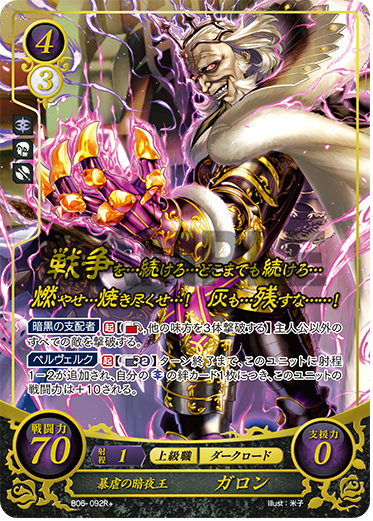 4
3
戦争を…続けろ…どこまでも続けろ…
燃やせ…焼き尽くせ…! 灰も…残すな……!
暗黒の支配者 起【、他の味方を3体撃破する】主人公以外の
すべての敵を撃破する。
ペルヴェルク 起【2】ターン終了まで、このユニットに射程
1-2が追加され、自分の の絆カード1枚につき、このユニットの
戦闘力は+10される。
戦闘力
70
射程 1 上級職 ダークロード
支援力
0
暴虐の暗夜王 ガロン
B06-092R+ Illust:米子